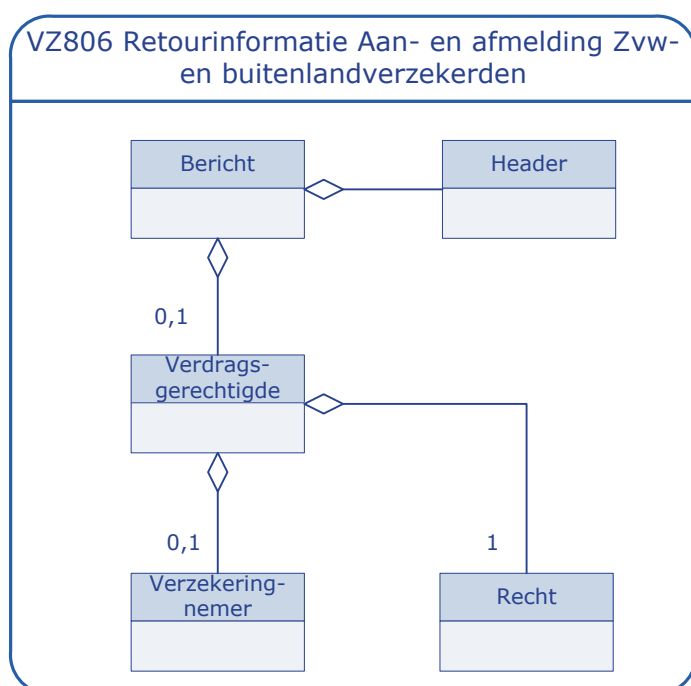 VZ806 Retourinformatie Aan- en afmelding Zvw-
en buitenlandverzekerden
Bericht
Header
0,1
Verdrags-
gerechtigde
0,1
1
Verzekering-
nemer
Recht